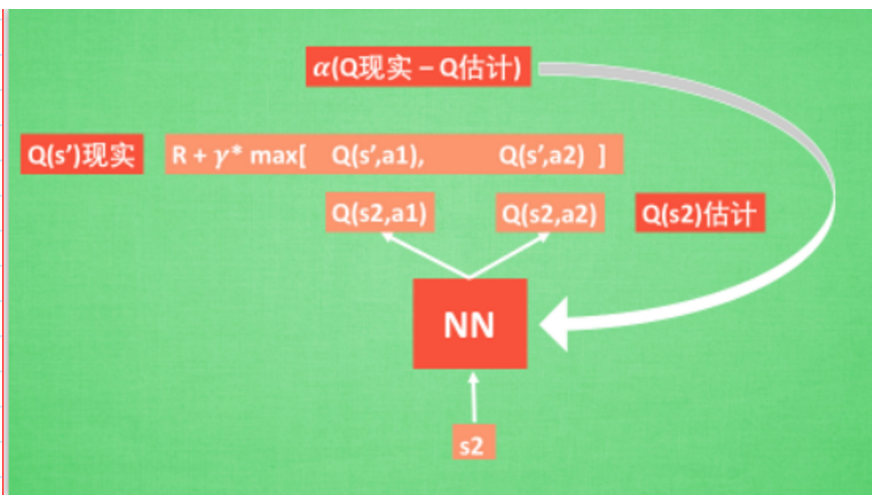 α(Q现实 – Q估计)
Q(s’)现实 R + γ* max[ Q(s’,a1), Q(s’,a2) ]
Q(s2,a1) Q(s2,a2) Q(s2)估计
NN
s2